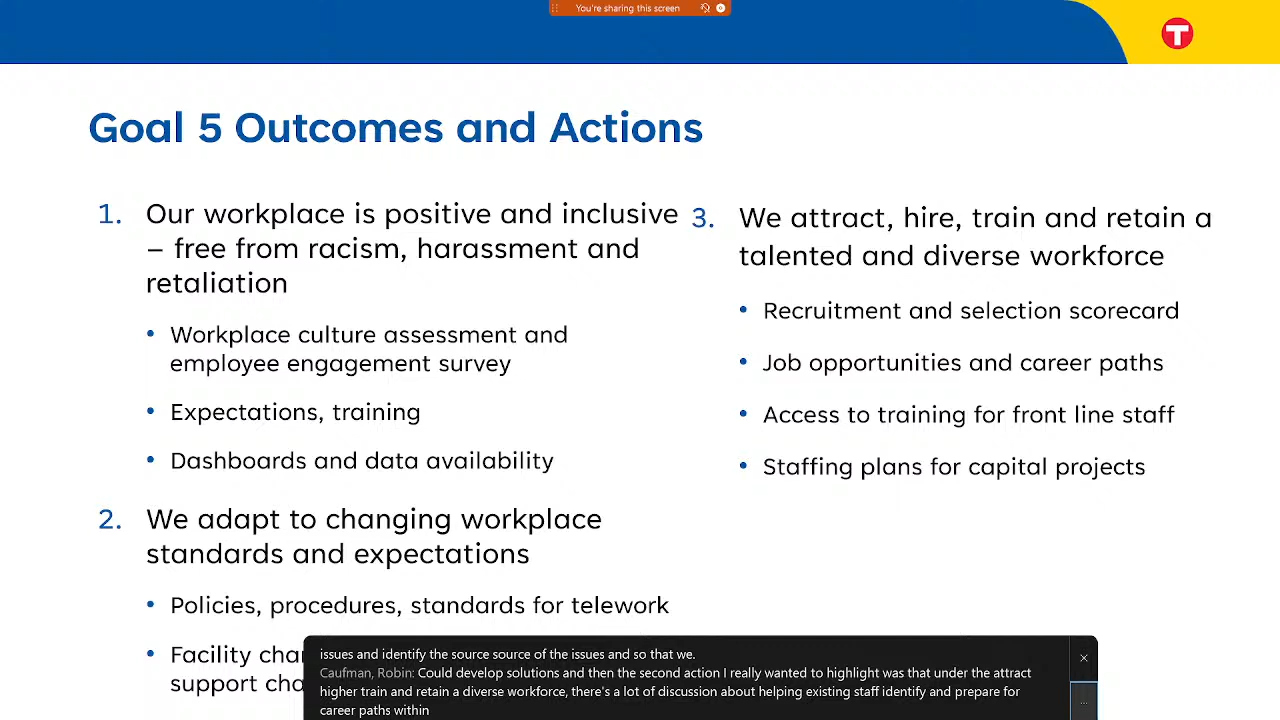 You're sharing this screen
T
Goal 5 Outcomes and Actions
1. Our workplace is positive and inclusive
– free from racism, harassment and
retaliation
• Workplace culture assessment and
employee engagement survey
• Expectations, training
• Dashboards and data availability
2. We adapt to changing workplace
standards and expectations
• Policies, procedures, standards for telework
• Facility
support
3. We attract, hire, train and retain a
talented and diverse workforce
• Recruitment and selection scorecard
• Job opportunities and career paths
• Access to training for front line staff
• Staffing plans for capital projects
issues and identify the source source of the issues and so that we.
Caufman, Robin: Could develop solutions and then the second action I really wanted to highlight was that under the attract
higher train and retain a diverse workforce, there's a lot of discussion about helping existing staff identify and prepare for
career paths within